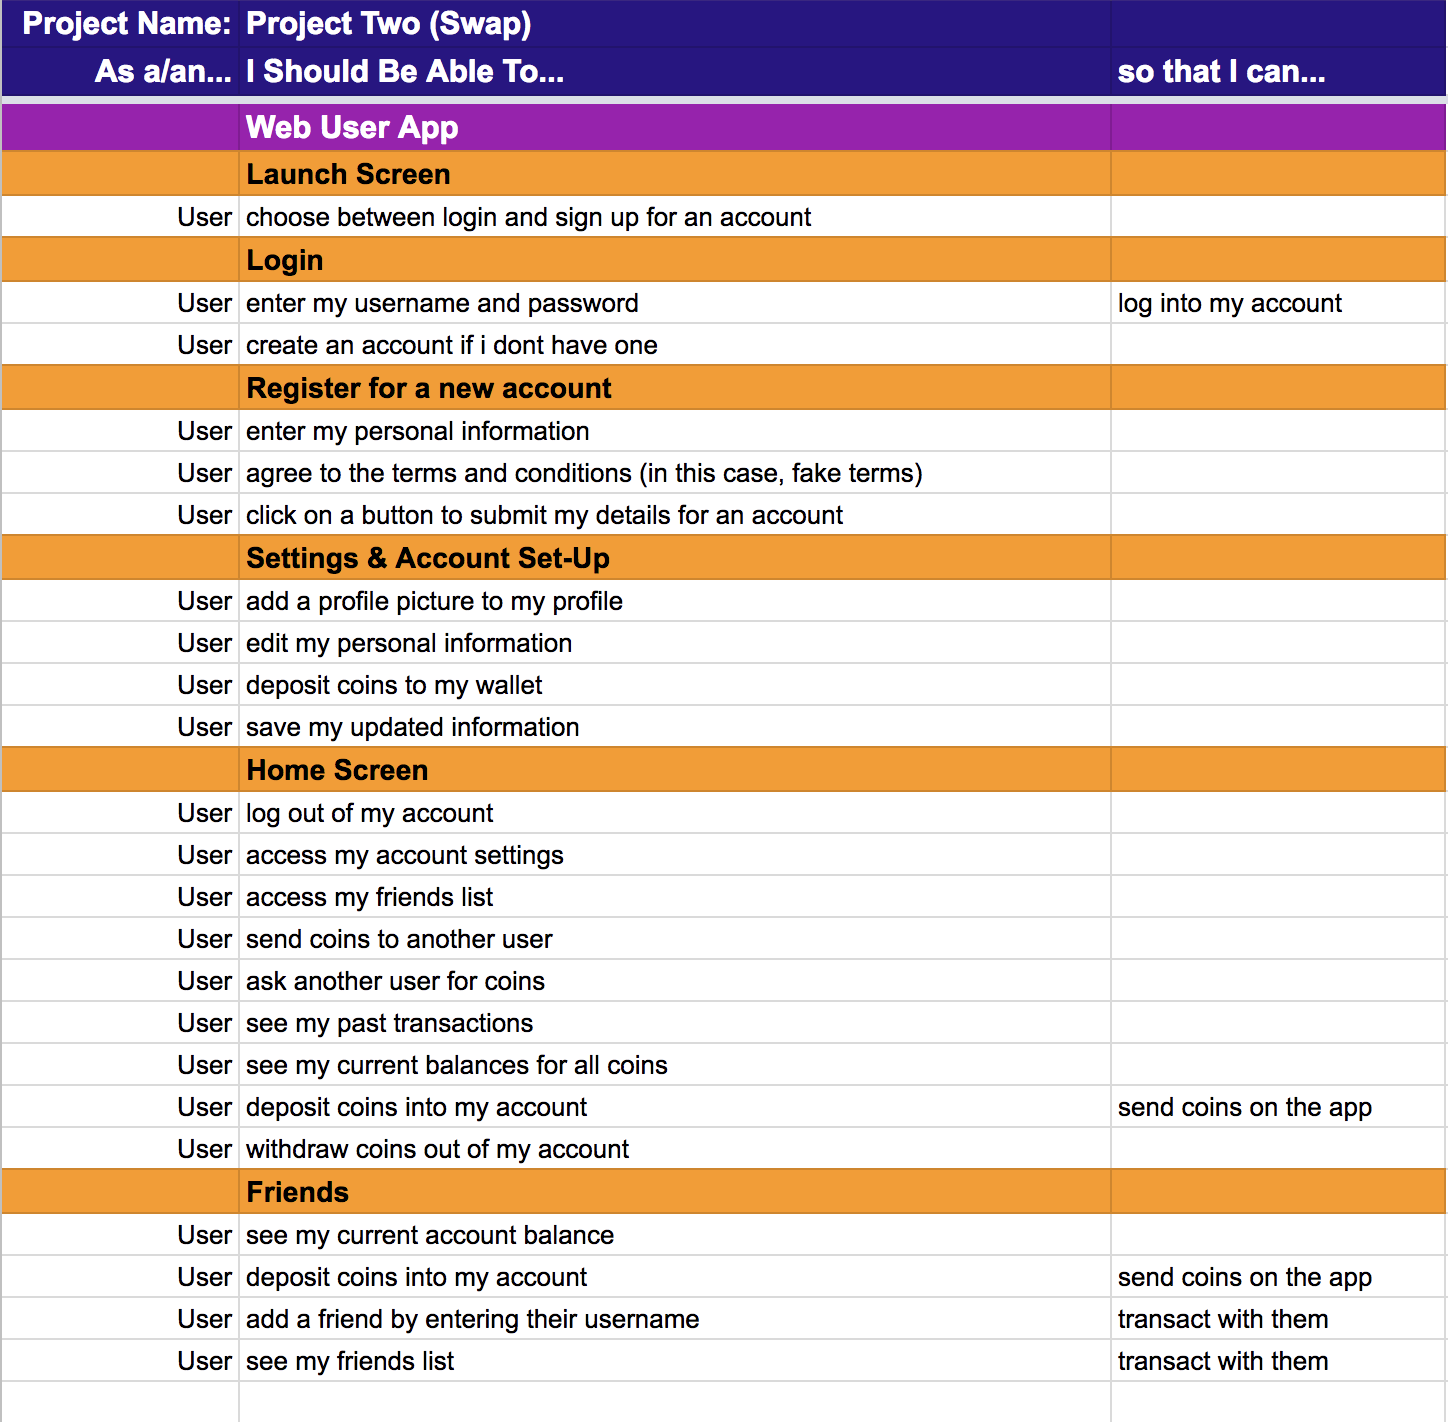 Project Name: Project Two (Swap)
As a/an... I Should Be Able To... so that I can...
Web User App
Launch Screen
User choose between login and sign up for an account
Login
User enter my username and password log into my account
User create an account if i dont have one
Register for a new account
User enter my personal information
User agree to the terms and conditions (in this case, fake terms)
User click on a button to submit my details for an account
Settings & Account Set-Up
User add a profile picture to my profile
User edit my personal information
User deposit coins to my wallet
User save my updated information
Home Screen
User log out of my account
User access my account settings
User access my friends list
User send coins to another user
User ask another user for coins
User see my past transactions
User see my current balances for all coins
User deposit coins into my account send coins on the app
User withdraw coins out of my account
Friends
User see my current account balance
User deposit coins into my account send coins on the app
User add a friend by entering their username transact with them
User see my friends list transact with them